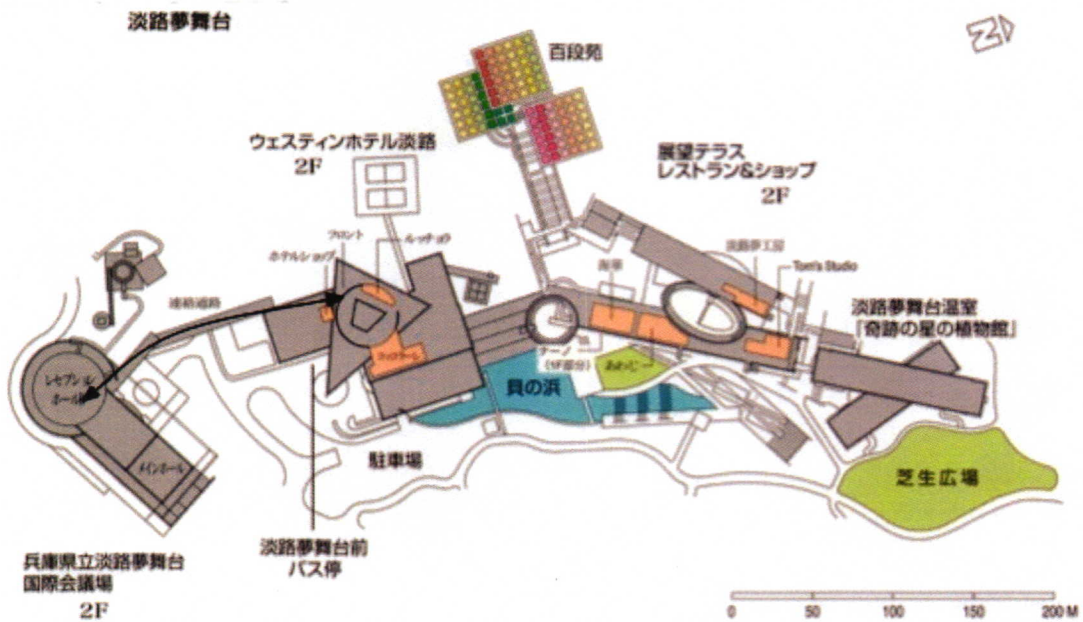 淡路夢舞台
N
百段苑
ウェスティンホテル淡路
2F
展望テラス
レストラン&ショップ
2F
フロント
ホテルショップ
淡路夢工房
Tom's Studio
連絡通路
淡路夢舞台温室
「奇跡の星の植物館」
レセプション
ホール
(1F部分)
あわじ
貝の浜
メインホール
駐車場
芝生広場
淡路夢舞台前
バス停
兵庫県立淡路夢舞台
国際会議場
2F
0 50 100 150 200 M